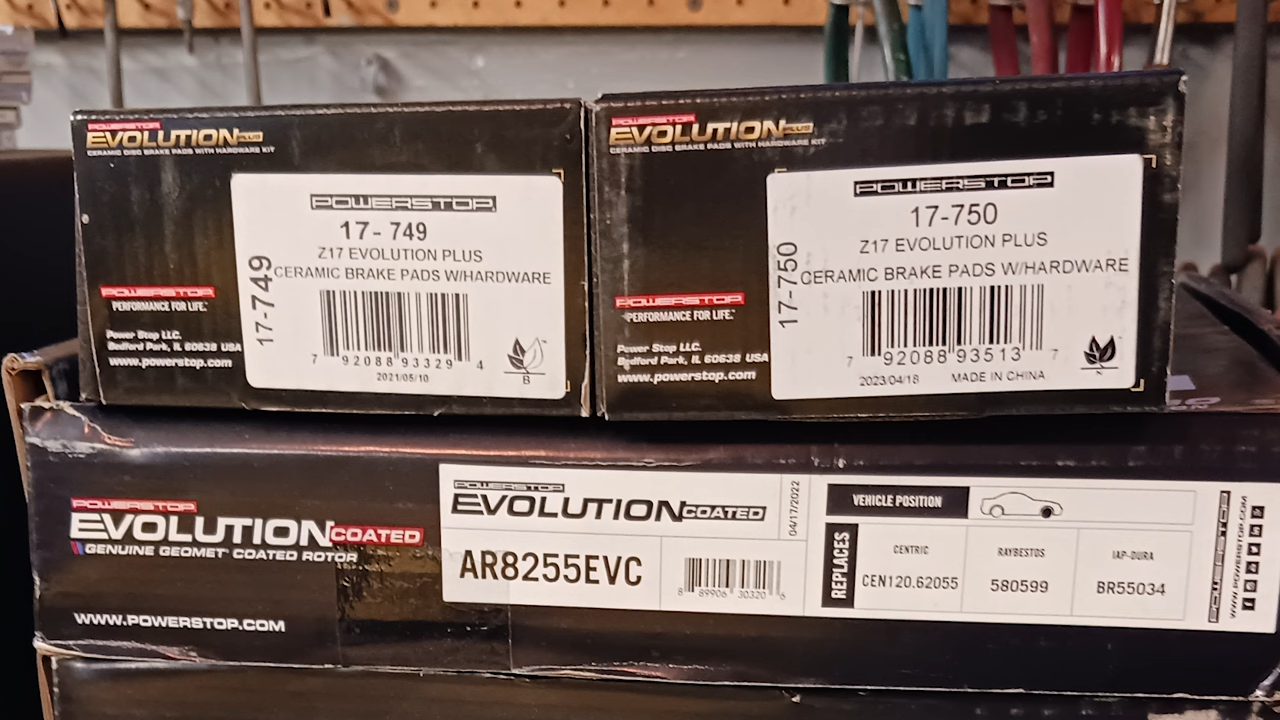 POWERSTOP
EVOLUTION PLUS
CERAMIC DISC BRAKE PADS WITH HARDWARE KIT
POWERSTOP
17- 749
Z17 EVOLUTION PLUS
CERAMIC BRAKE PADS W/HARDWARE
17-749
7 92088 93329 4
2021/05/10
B
POWERSTOP
PERFORMANCE FOR LIFE.
Power Stop LLC.
Bedford Park, IL 60638 USA
www.powerstop.com
POWERSTOP
EVOLUTION PLUS
CERAMIC DISC BRAKE PADS WITH HARDWARE KIT
POWERSTOP
17-750
Z17 EVOLUTION PLUS
CERAMIC BRAKE PADS W/HARDWARE
17-750
7 92088 93513 7
2023/04/18 MADE IN CHINA
POWERSTOP
PERFORMANCE FOR LIFE.™
Power Stop LLC.
Bedford Park, IL 60638 USA
www.powerstop.com
POWERSTOP
EVOLUTION COATED
GENUINE GEOMET® COATED ROTOR
WWW.POWERSTOP.COM
POWERSTOP
EVOLUTION COATED
04/17/2022
AR8255EVC
8 89906 30320 6
VEHICLE POSITION
REPLACES
CENTRIC
CEN120.62055
RAYBESTOS
580599
IAP-DURA
BR55034
POWERSTOP
WWW.POWERSTOP.COM